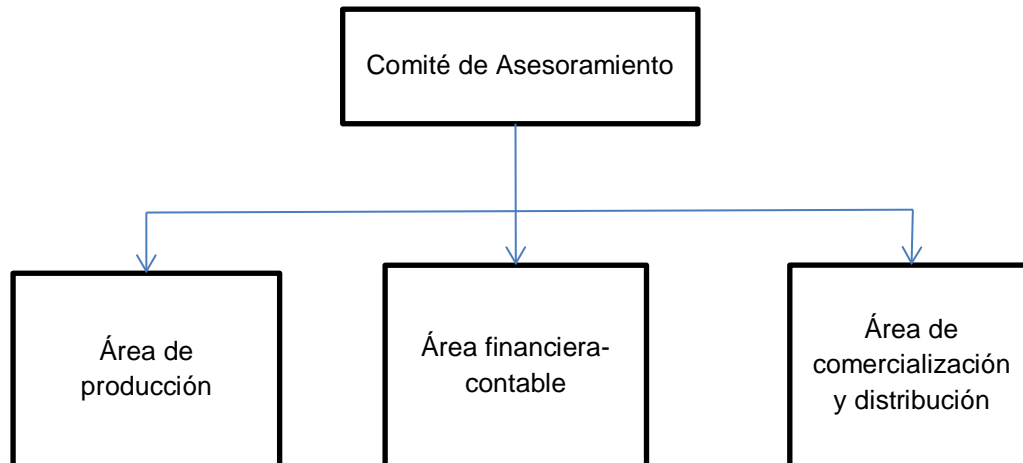 Comité de Asesoramiento
Área de
producción
Área financiera-
contable
Área de
comercialización
y distribución